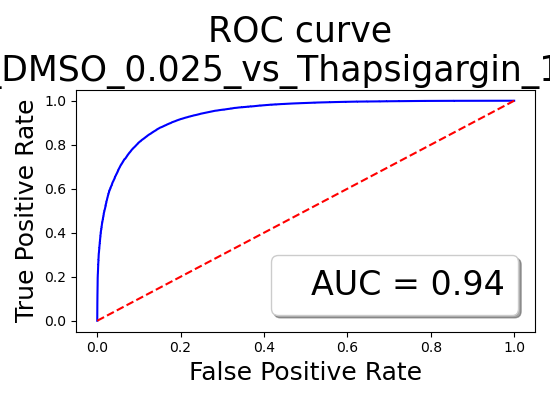 ROC curve
_DMSO_0.025_vs_Thapsigargin_1
True Positive Rate
1.0
0.8
0.6
0.4
0.2
0.0
AUC = 0.94
0.0 0.2 0.4 0.6 0.8 1.0
False Positive Rate